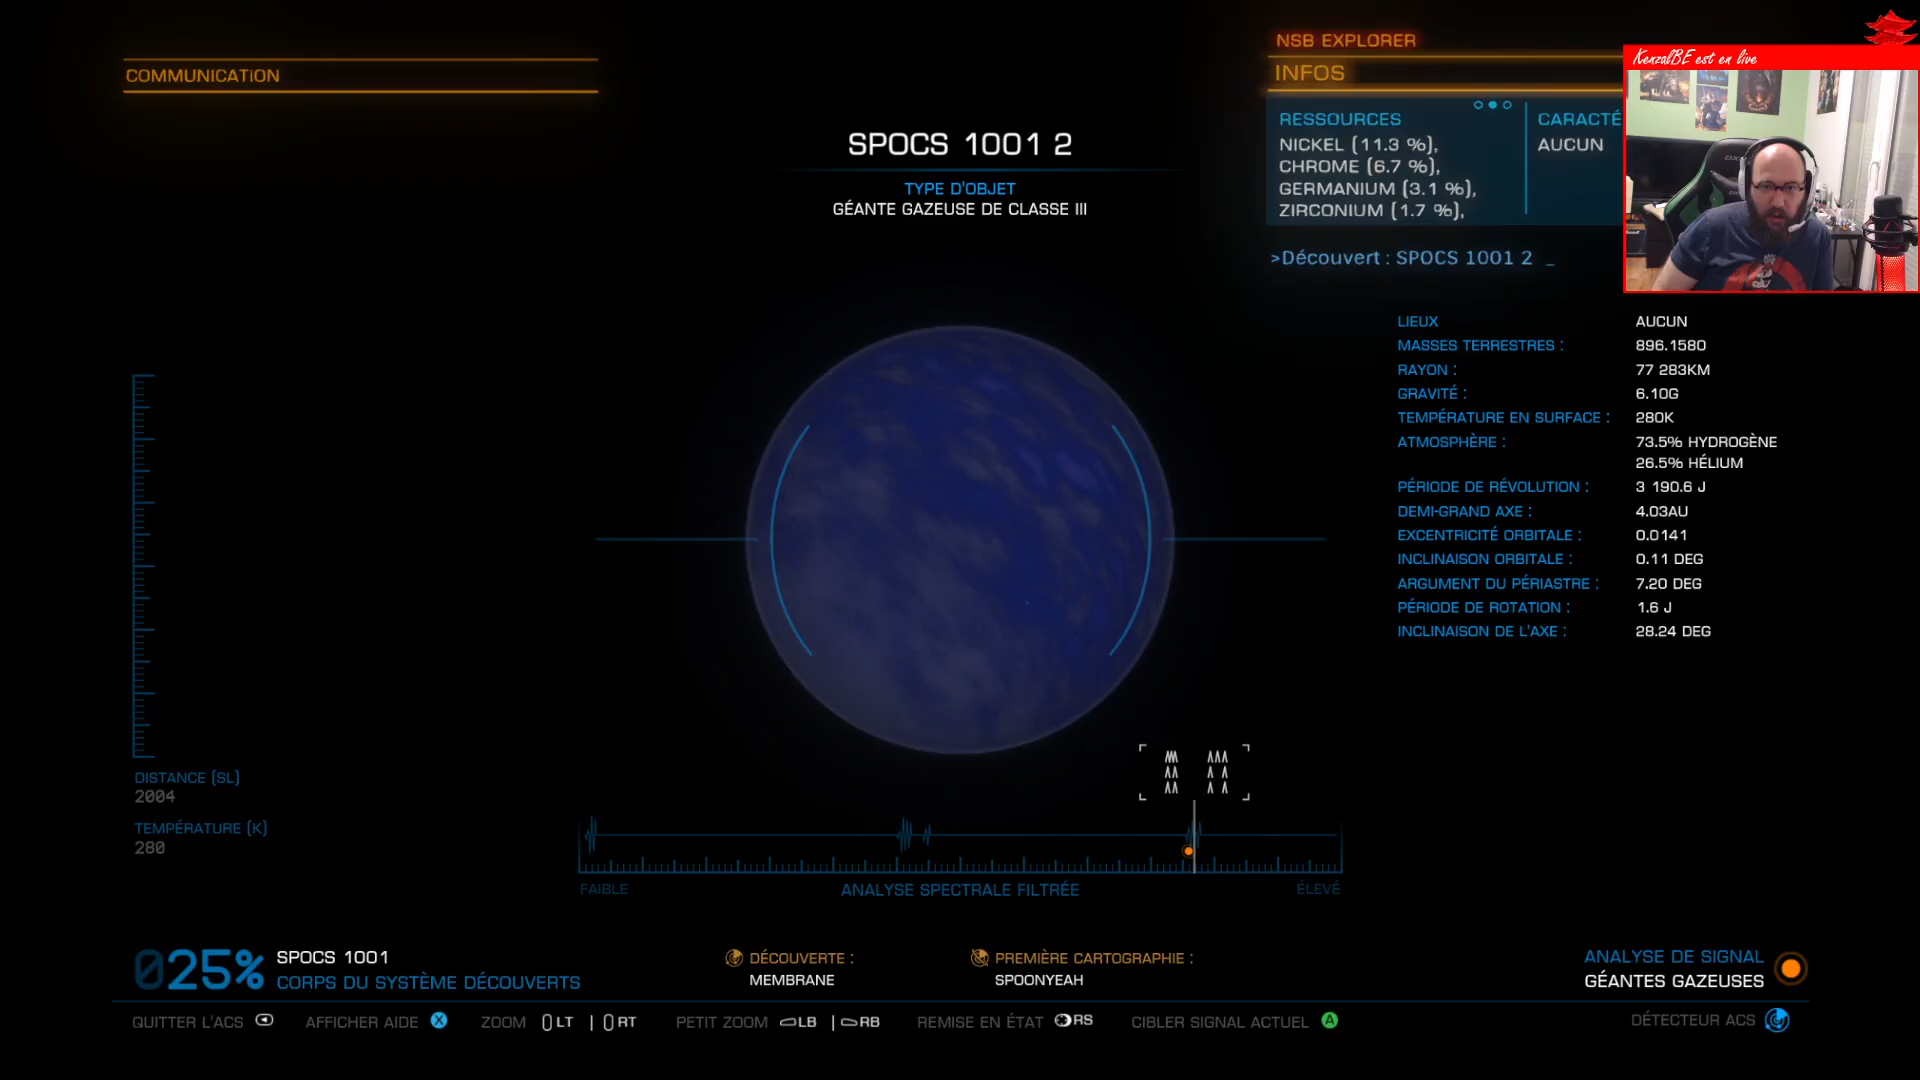 COMMUNICATION
NSB EXPLORER
INFOS
RESSOURCES
NICKEL (11.3 %),
CHROME (6.7 %),
GERMANIUM (3.1 %),
ZIRCONIUM (1.7 %),
CARACTÉ
AUCUN
>Découvert : SPOCS 1001 2 _
KenzalBE est en live
SPOCS 1001 2
TYPE D'OBJET
GÉANTE GAZEUSE DE CLASSE III
LIEUX AUCUN
MASSES TERRESTRES : 896.1580
RAYON : 77 283KM
GRAVITÉ : 6.10G
TEMPÉRATURE EN SURFACE : 280K
ATMOSPHÈRE : 73.5% HYDROGÈNE
26.5% HÉLIUM
PÉRIODE DE RÉVOLUTION : 3 190.6 J
DEMI-GRAND AXE : 4.03AU
EXCENTRICITÉ ORBITALE : 0.0141
INCLINAISON ORBITALE : 0.11 DEG
ARGUMENT DU PÉRIASTRE : 7.20 DEG
PÉRIODE DE ROTATION : 1.6 J
INCLINAISON DE L'AXE : 28.24 DEG
DISTANCE (SL)
2004
TEMPÉRATURE (K)
280
FAIBLE ANALYSE SPECTRALE FILTRÉE ÉLEVÉ
025% SPOCS 1001
CORPS DU SYSTÈME DÉCOUVERTS
DÉCOUVERTE :
MEMBRANE
PREMIÈRE CARTOGRAPHIE :
SPOONYEAH
ANALYSE DE SIGNAL
GÉANTES GAZEUSES
QUITTER L'ACS AFFICHER AIDE X ZOOM LT | RT PETIT ZOOM LB | RB REMISE EN ÉTAT RS CIBLER SIGNAL ACTUEL A DÉTECTEUR ACS